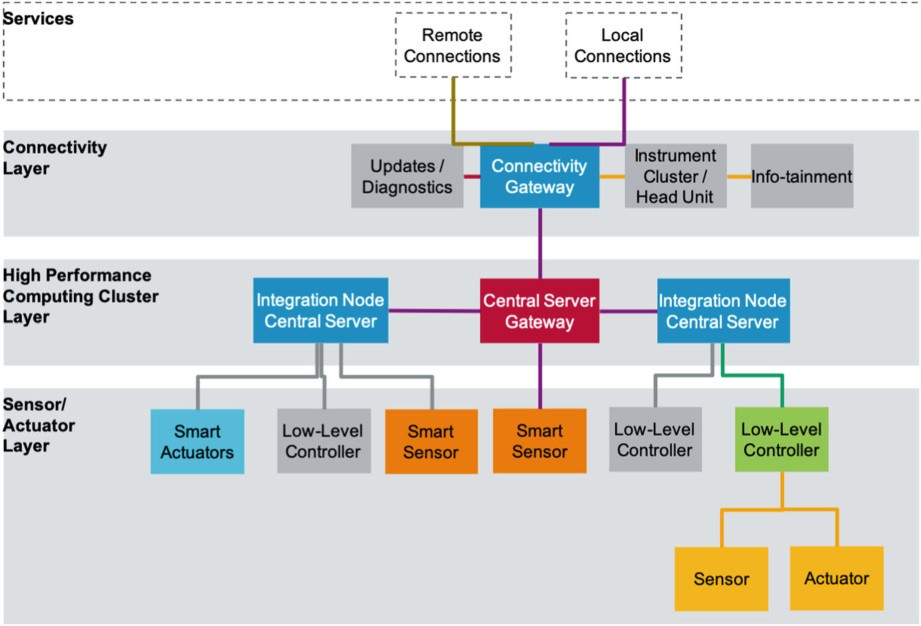 Services
Remote
Connections
Local
Connections
Connectivity
Layer
Updates /
Diagnostics
Connectivity
Gateway
Instrument
Cluster /
Head Unit
Info-tainment
High Performance
Computing Cluster
Layer
Integration Node
Central Server
Central Server
Gateway
Integration Node
Central Server
Sensor/
Actuator
Layer
Smart
Actuators
Low-Level
Controller
Smart
Sensor
Smart
Sensor
Low-Level
Controller
Low-Level
Controller
Sensor
Actuator